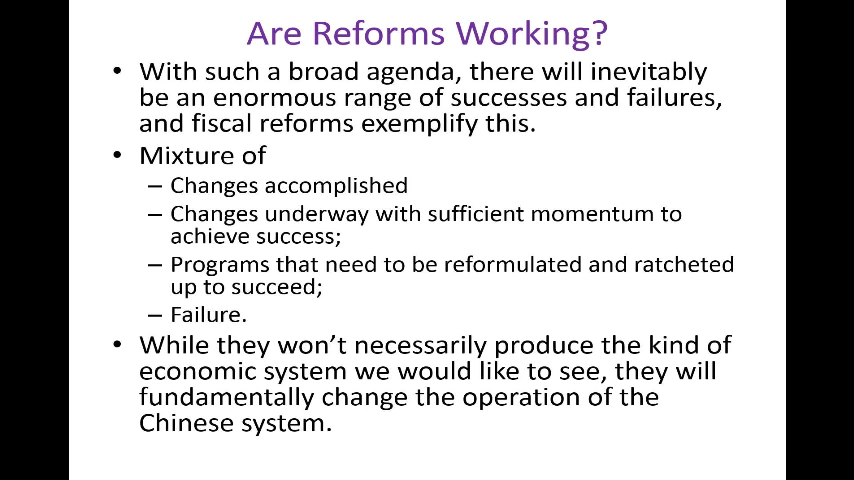 Are Reforms Working?
• With such a broad agenda, there will inevitably
be an enormous range of successes and failures,
and fiscal reforms exemplify this.
• Mixture of
– Changes accomplished
– Changes underway with sufficient momentum to
achieve success;
– Programs that need to be reformulated and ratcheted
up to succeed;
– Failure.
• While they won't necessarily produce the kind of
economic system we would like to see, they will
fundamentally change the operation of the
Chinese system.